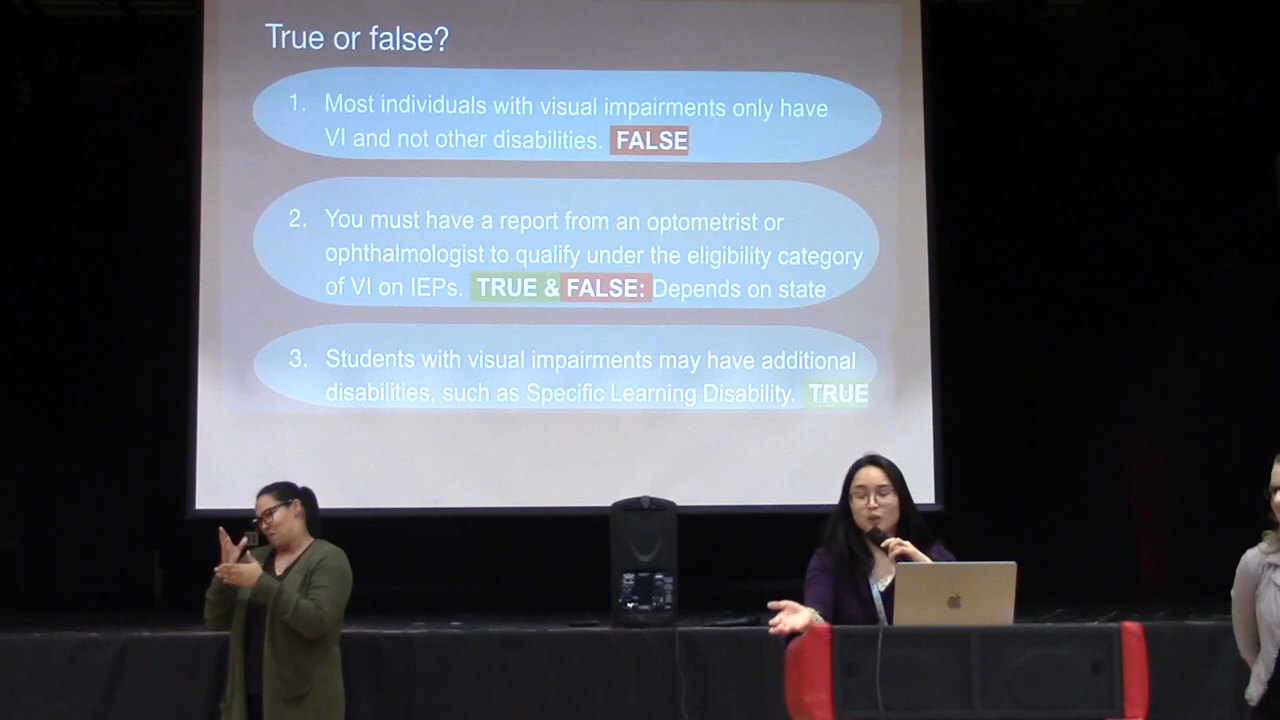 True or false?
1. Most individuals with visual impairments only have
VI and not other disabilities. FALSE
2. You must have a report from an optometrist or
ophthalmologist to qualify under the eligibility category
of VI on IEPs. TRUE & FALSE: Depends on state
3. Students with visual impairments may have additional
disabilities, such as Specific Learning Disability. TRUE